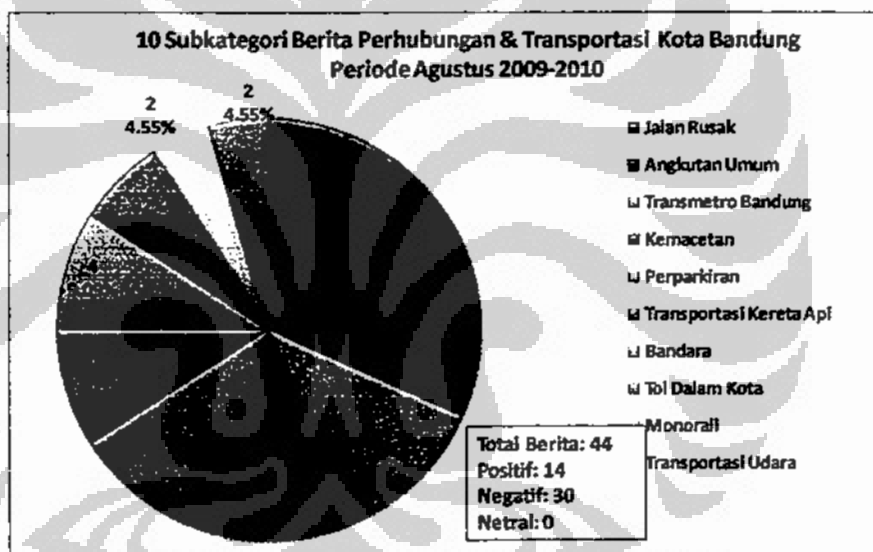 10 Subkategori Berita Perhubungan & Transportasi Kota Bandung
Periode Agustus 2009-2010
2
4.55%
2
4.55%
4
Jalan Rusak
Angkutan Umum
Transmetro Bandung
Kemacetan
Perparkiran
Transportasi Kereta Api
Bandara
Tol Dalam Kota
Monorail
Transportasi Udara
Total Berita: 44
Positif: 14
Negatif: 30
Netral: 0